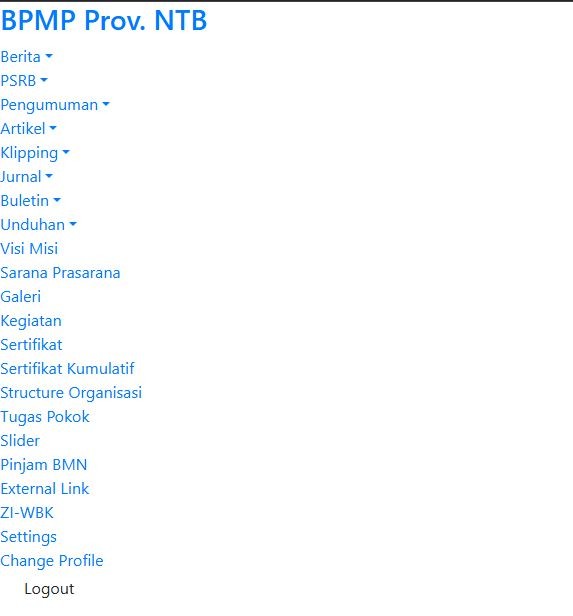 BPMP Prov. NTB
Berita
PSRB
Pengumuman
Artikel
Klipping
Jurnal
Buletin
Unduhan
Visi Misi
Sarana Prasarana
Galeri
Kegiatan
Sertifikat
Sertifikat Kumulatif
Structure Organisasi
Tugas Pokok
Slider
Pinjam BMN
External Link
ZI-WBK
Settings
Change Profile
Logout